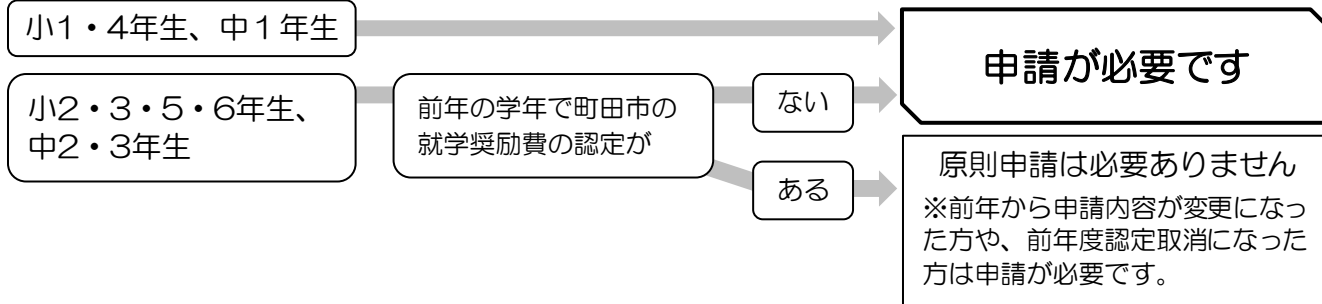 小1・4年生、中１年生
申請が必要です
小2・3・5・6年生、
中2・3年生
前年の学年で町田市の
就学奨励費の認定が
ない
ある
原則申請は必要ありません
※前年から申請内容が変更になっ
た方や、前年度認定取消になった
方は申請が必要です。